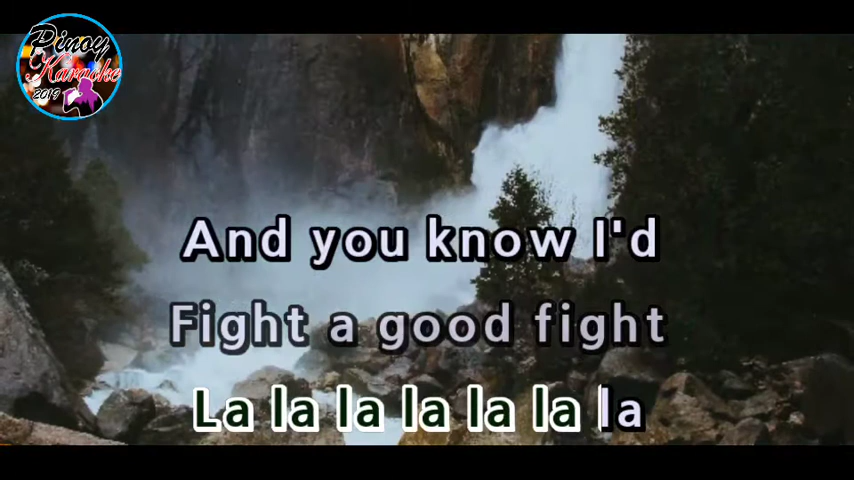 Pinoy
Karaoke
2019
And you know I'd
Fight a good fight
La la la la la la la